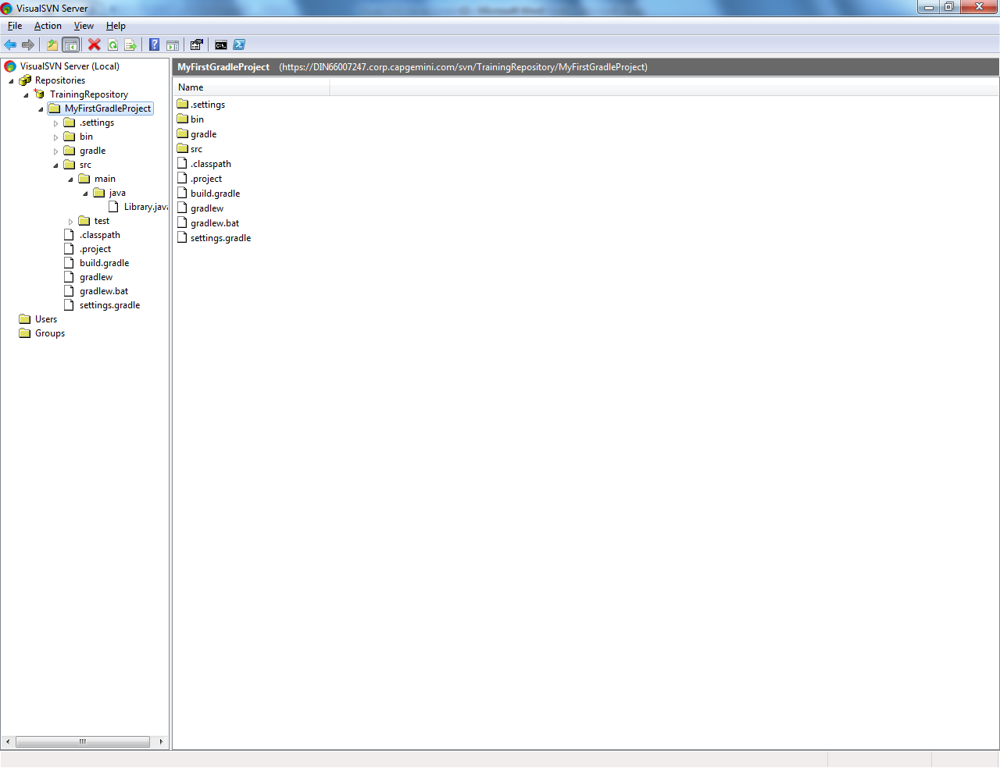 VisualSVN Server
File Action View Help
VisualSVN Server (Local)
Repositories
TrainingRepository
MyFirstGradleProject
.settings
bin
gradle
src
main
java
Library.java
test
.classpath
.project
build.gradle
gradlew
gradlew.bat
settings.gradle
Users
Groups
MyFirstGradleProject (https://DIN66007247.corp.capgemini.com/svn/TrainingRepository/MyFirstGradleProject)
Name
.settings
bin
gradle
src
.classpath
.project
build.gradle
gradlew
gradlew.bat
settings.gradle